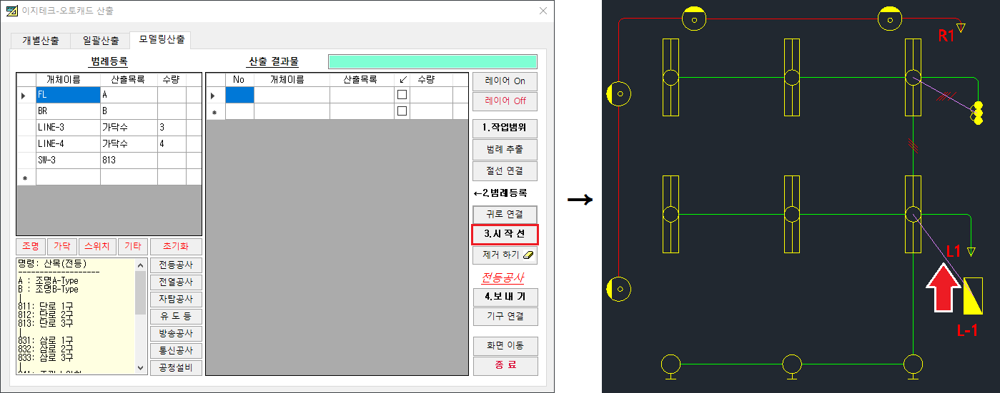 이지테크-오토캐드 산출
개별산출 일괄산출 모델링산출
범례등록
개체이름 산출목록 수량
FL A
BR B
LINE-3 가닥수 3
LINE-4 가닥수 4
SW-3 813
조명 가닥 스위치 기타 초기화
명령: 산목(전등)
-------------------
A : 조명A-Type
B : 조명B-Type
|
811: 단로 1구
812: 단로 2구
813: 단로 3구
|
831: 삼로 1구
832: 삼로 2구
833: 삼로 3구
|
전등공사
전열공사
자탐공사
유 도 등
방송공사
통신공사
공청설비
산출 결과물
No 개체이름 산출목록 ↙ 수량
레이어 On
레이어 Off
1.작업범위
범례 추출
절선 연결
←2.범례등록
귀로 연결
3.시 작 선
제거 하기
전등공사
4.보 내 기
기구 연결
화면 이동
종 료
→
R1
L1
L-1